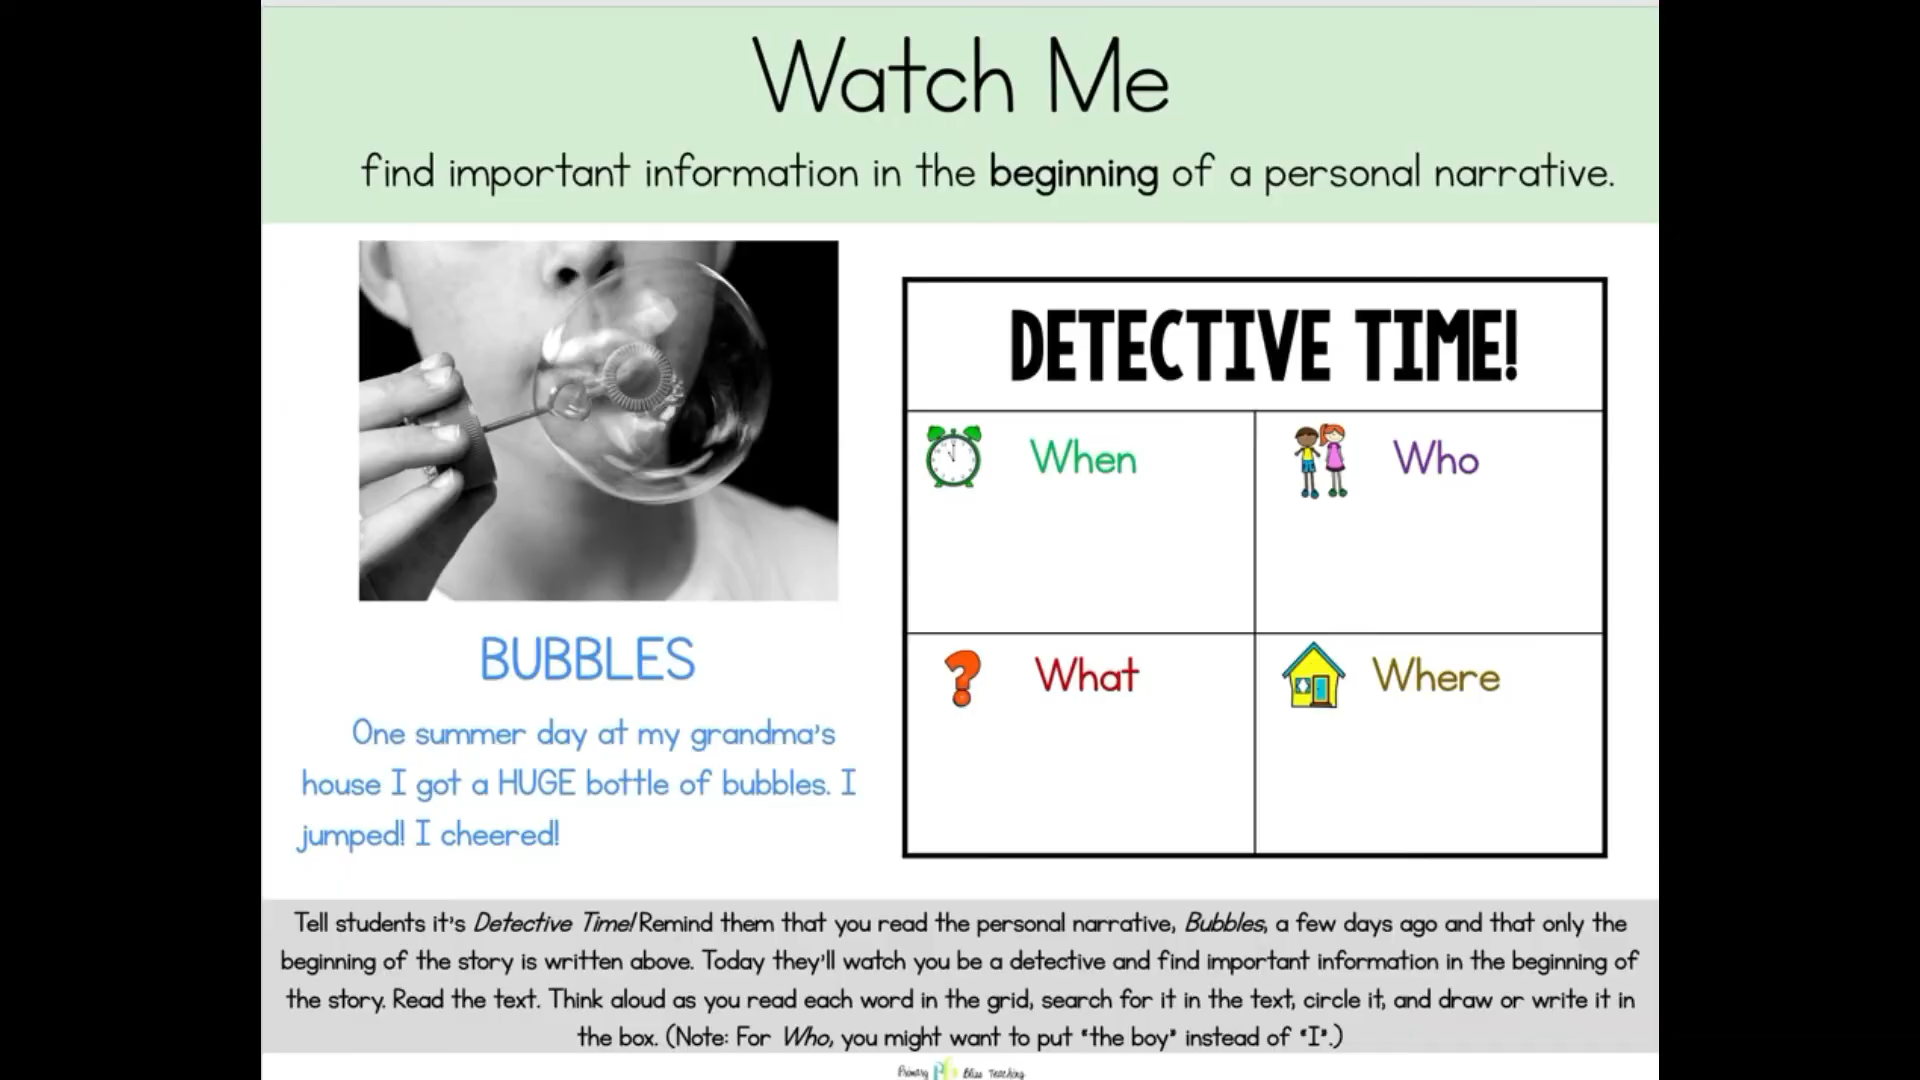 Watch Me
find important information in the beginning of a personal narrative.
BUBBLES
One summer day at my grandma's
house I got a HUGE bottle of bubbles. I
jumped! I cheered!
DETECTIVE TIME!
When
Who
What
Where
Tell students it's Detective Time! Remind them that you read the personal narrative, Bubbles, a few days ago and that only the
beginning of the story is written above. Today they'll watch you be a detective and find important information in the beginning of
the story. Read the text. Think aloud as you read each word in the grid, search for it in the text, circle it, and draw or write it in
the box. (Note: For Who, you might want to put "the boy" instead of "I".)
Primary Bliss Teaching